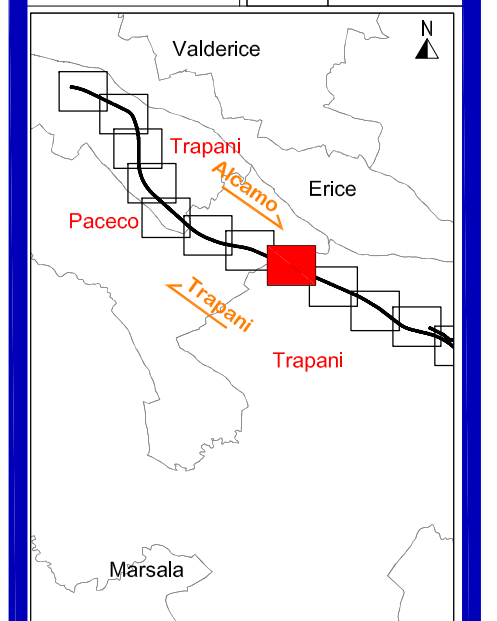 N
Valderice
Trapani
Alcamo
Erice
Paceco
Trapani
Trapani
Marsala